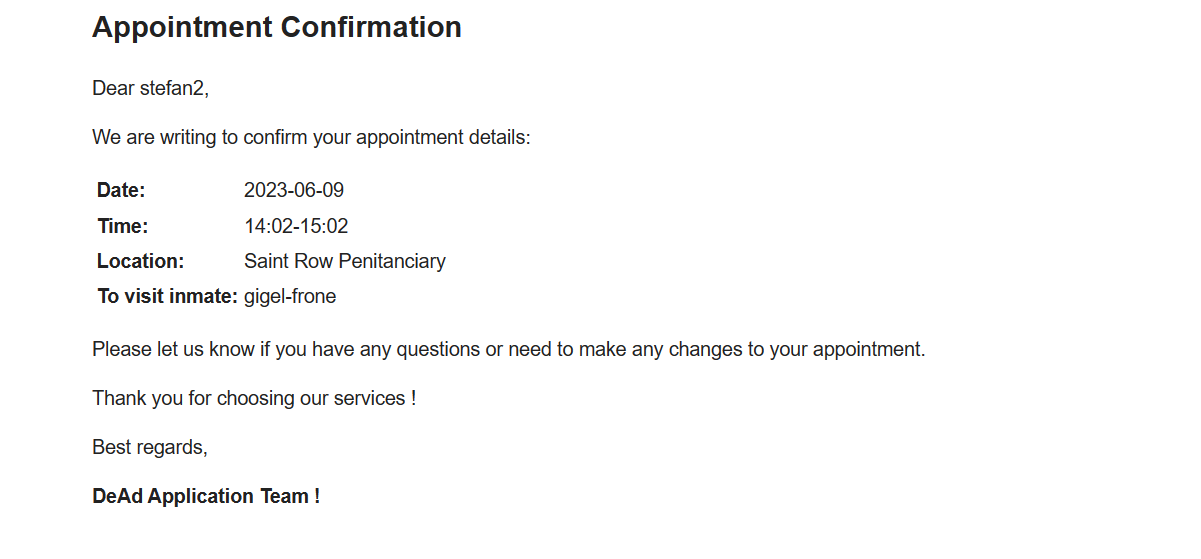 Appointment Confirmation
Dear stefan2,
We are writing to confirm your appointment details:
Date: 2023-06-09
Time: 14:02-15:02
Location: Saint Row Penitanciary
To visit inmate: gigel-frone
Please let us know if you have any questions or need to make any changes to your appointment.
Thank you for choosing our services !
Best regards,
DeAd Application Team !